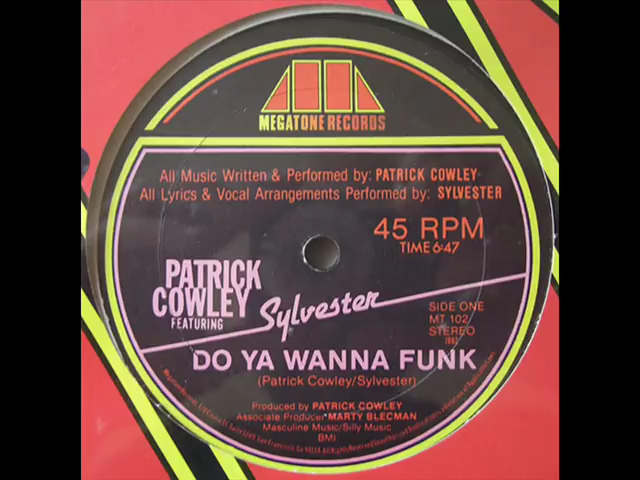 MEGATONE RECORDS
All Music Written & Performed by: PATRICK COWLEY
All Lyrics & Vocal Arrangements Performed by: SYLVESTER
45 RPM
TIME 6:47
PATRICK
COWLEY
FEATURING
Sylvester
SIDE ONE
MT 102
STEREO
1982
DO YA WANNA FUNK
(Patrick Cowley/Sylvester)
Produced by PATRICK COWLEY
Associate Producer MARTY BLECMAN
Masculine Music/Silly Music
BMI